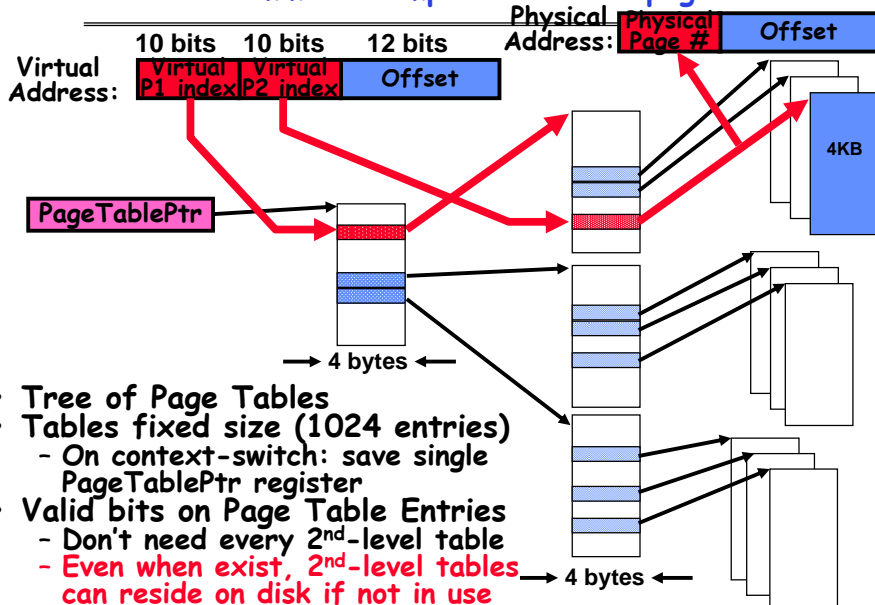 10 bits 10 bits 12 bits
Virtual Address:
Virtual P1 index
Virtual P2 index
Offset
Physical Address:
Physical Page #
Offset
4KB
PageTablePtr
4 bytes
• Tree of Page Tables
• Tables fixed size (1024 entries)
- On context-switch: save single
PageTablePtr register
• Valid bits on Page Table Entries
- Don't need every 2nd-level table
- Even when exist, 2nd-level tables
can reside on disk if not in use
4 bytes